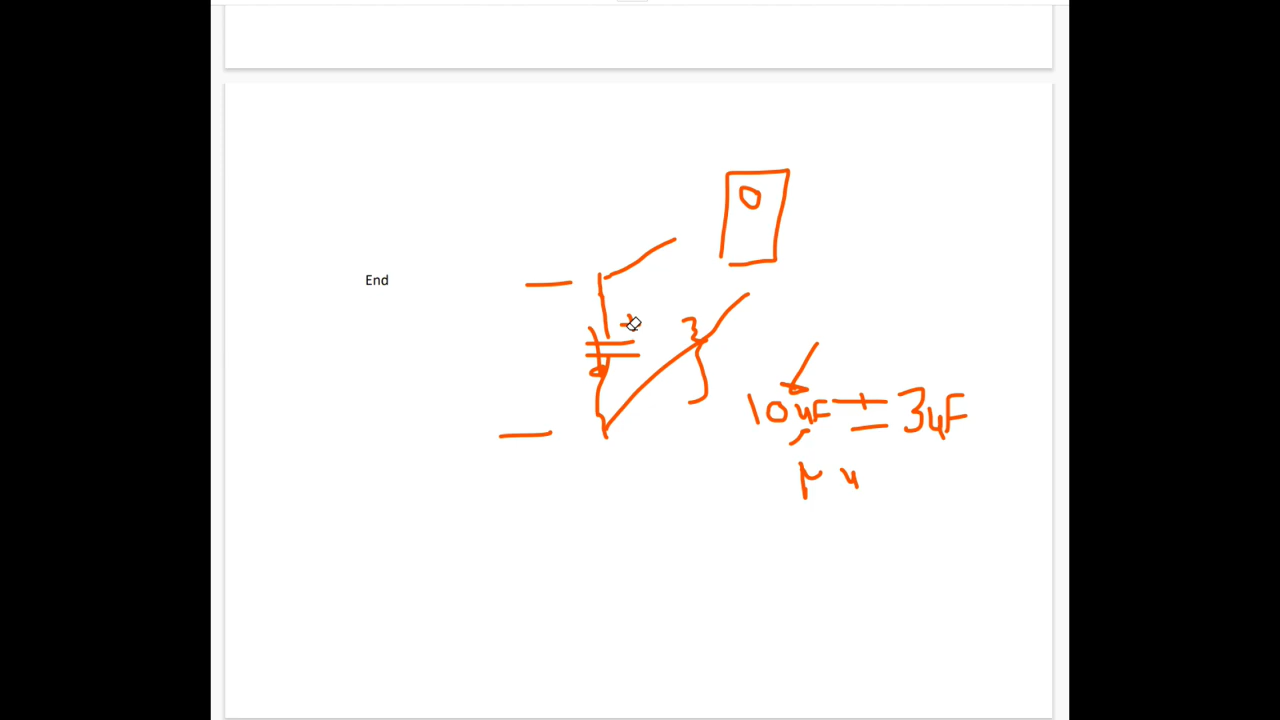 End
10uF ± 3uF
μ u